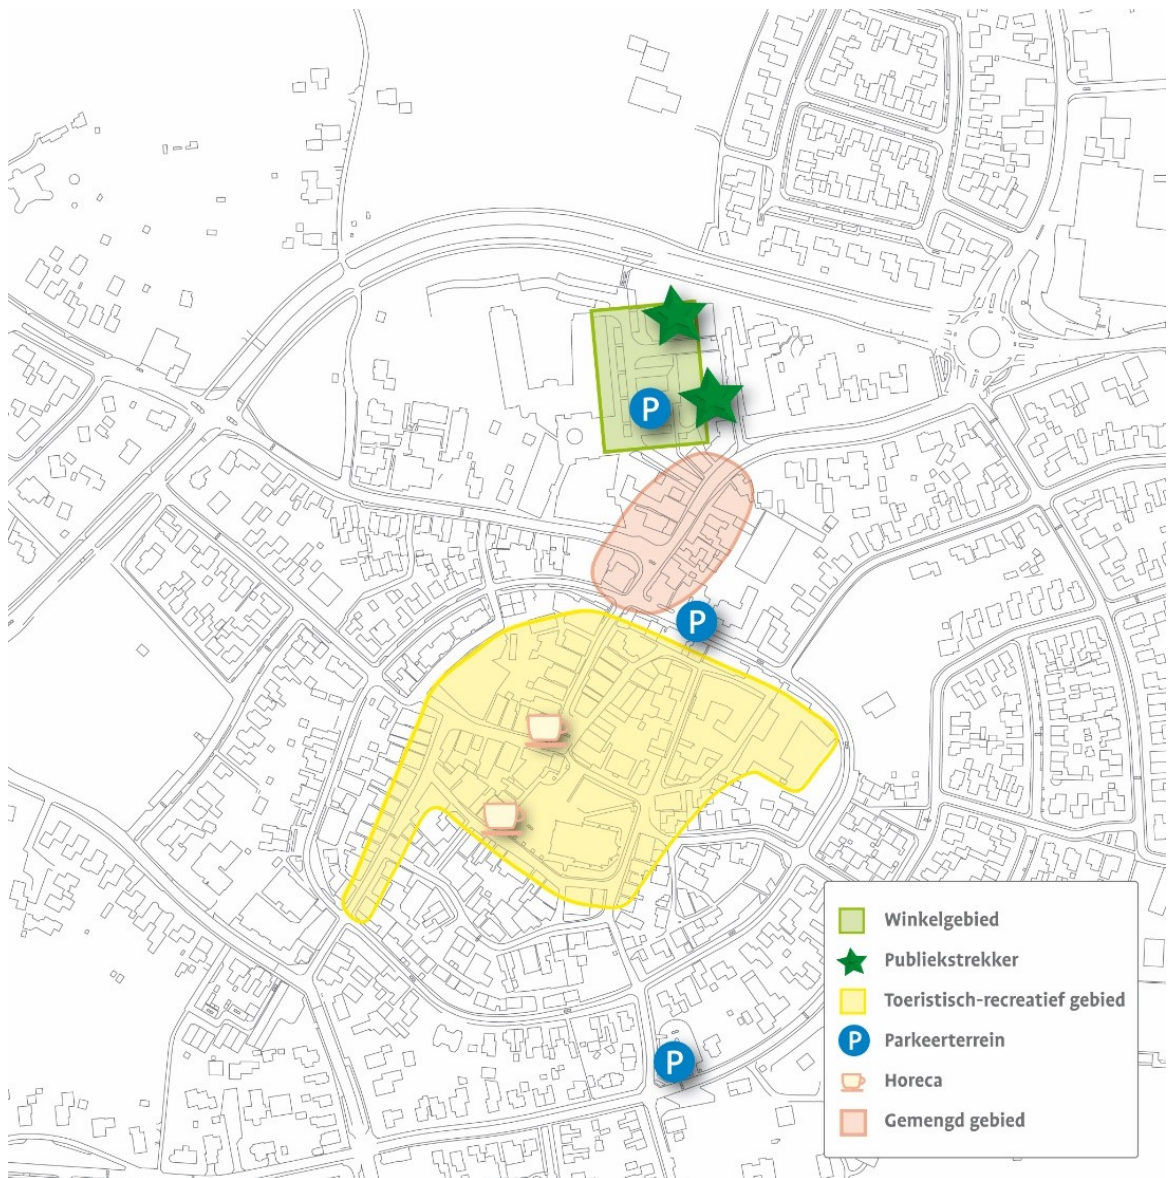 P
P
P
Winkelgebied
Publiekstrekker
Toeristisch-recreatief gebied
P Parkeerterrein
Horeca
Gemengd gebied